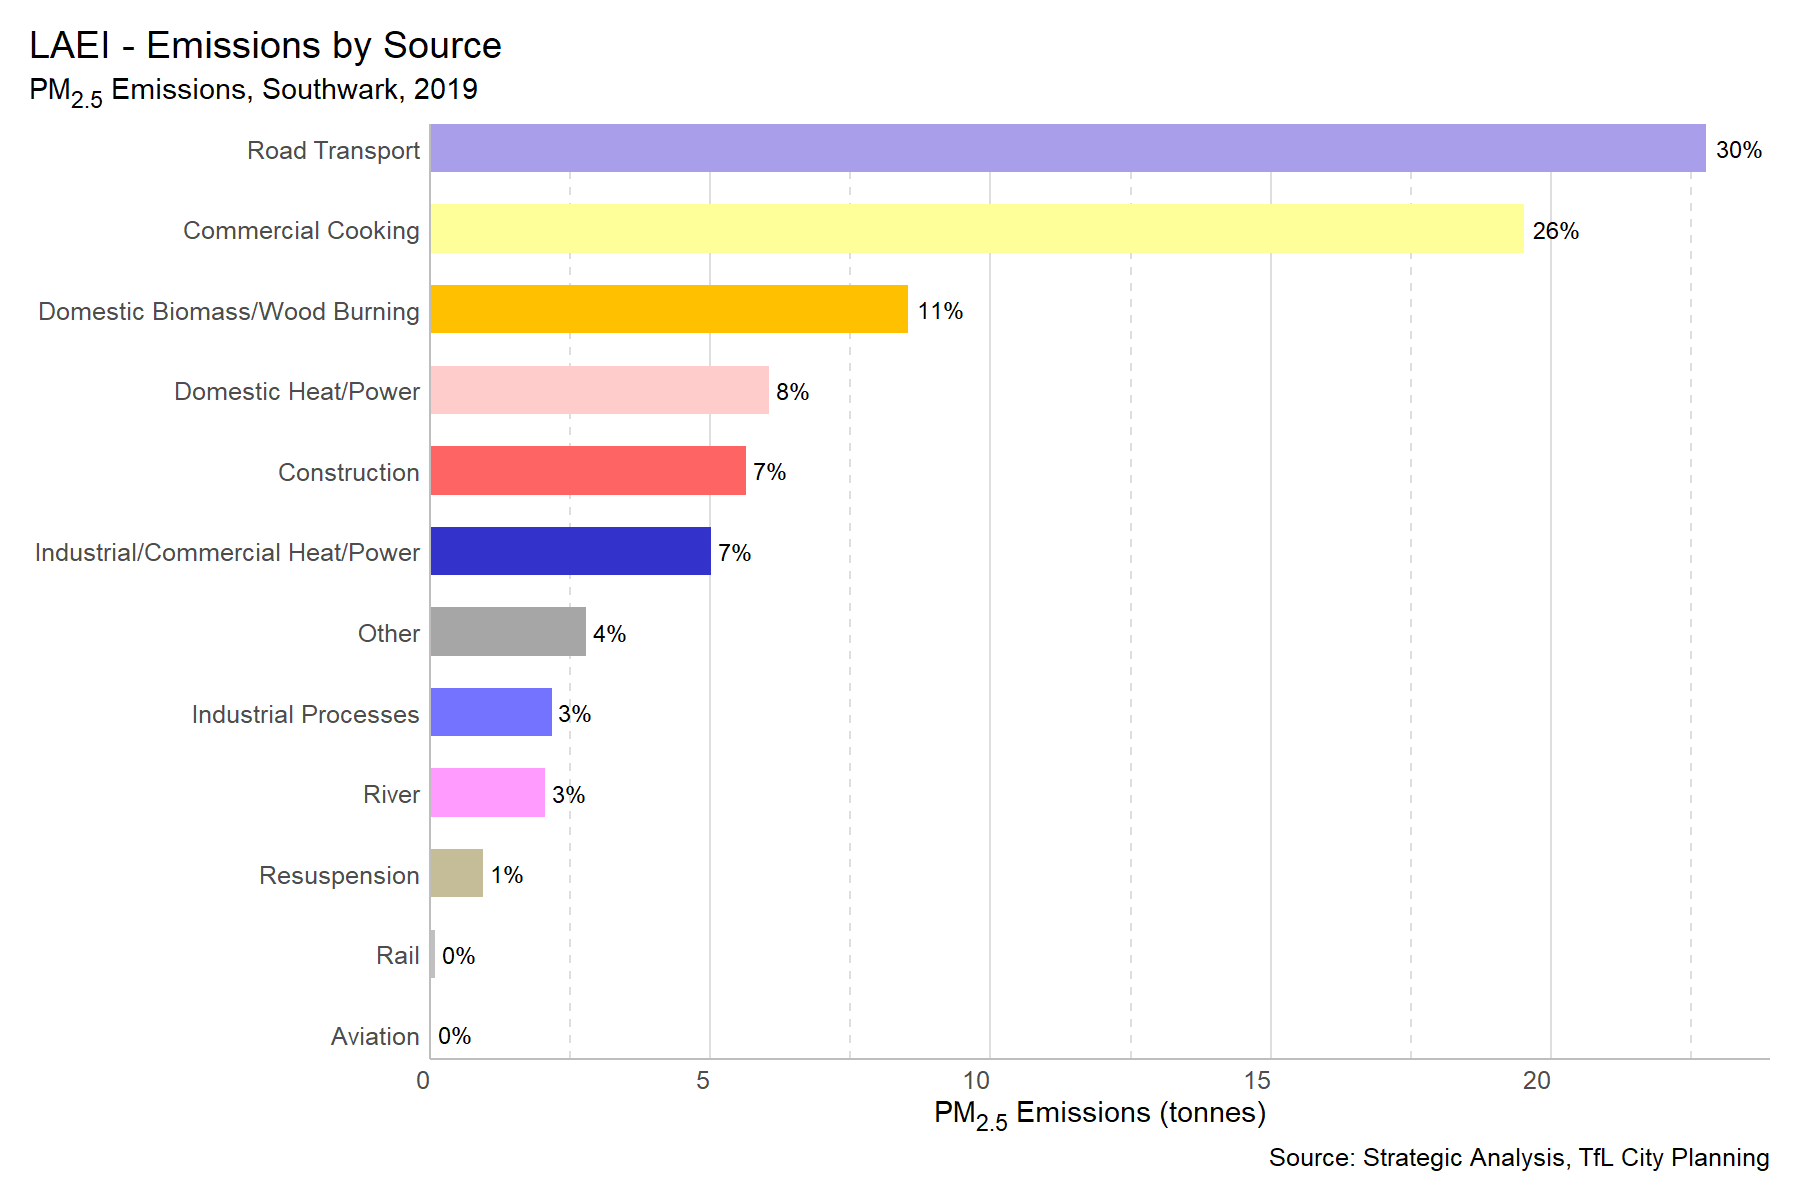 LAEI - Emissions by Source
PM2.5 Emissions, Southwark, 2019
Road Transport 30%
Commercial Cooking 26%
Domestic Biomass/Wood Burning 11%
Domestic Heat/Power 8%
Construction 7%
Industrial/Commercial Heat/Power 7%
Other 4%
Industrial Processes 3%
River 3%
Resuspension 1%
Rail 0%
Aviation 0%
0 5 10 15 20
PM2.5 Emissions (tonnes)
Source: Strategic Analysis, TfL City Planning